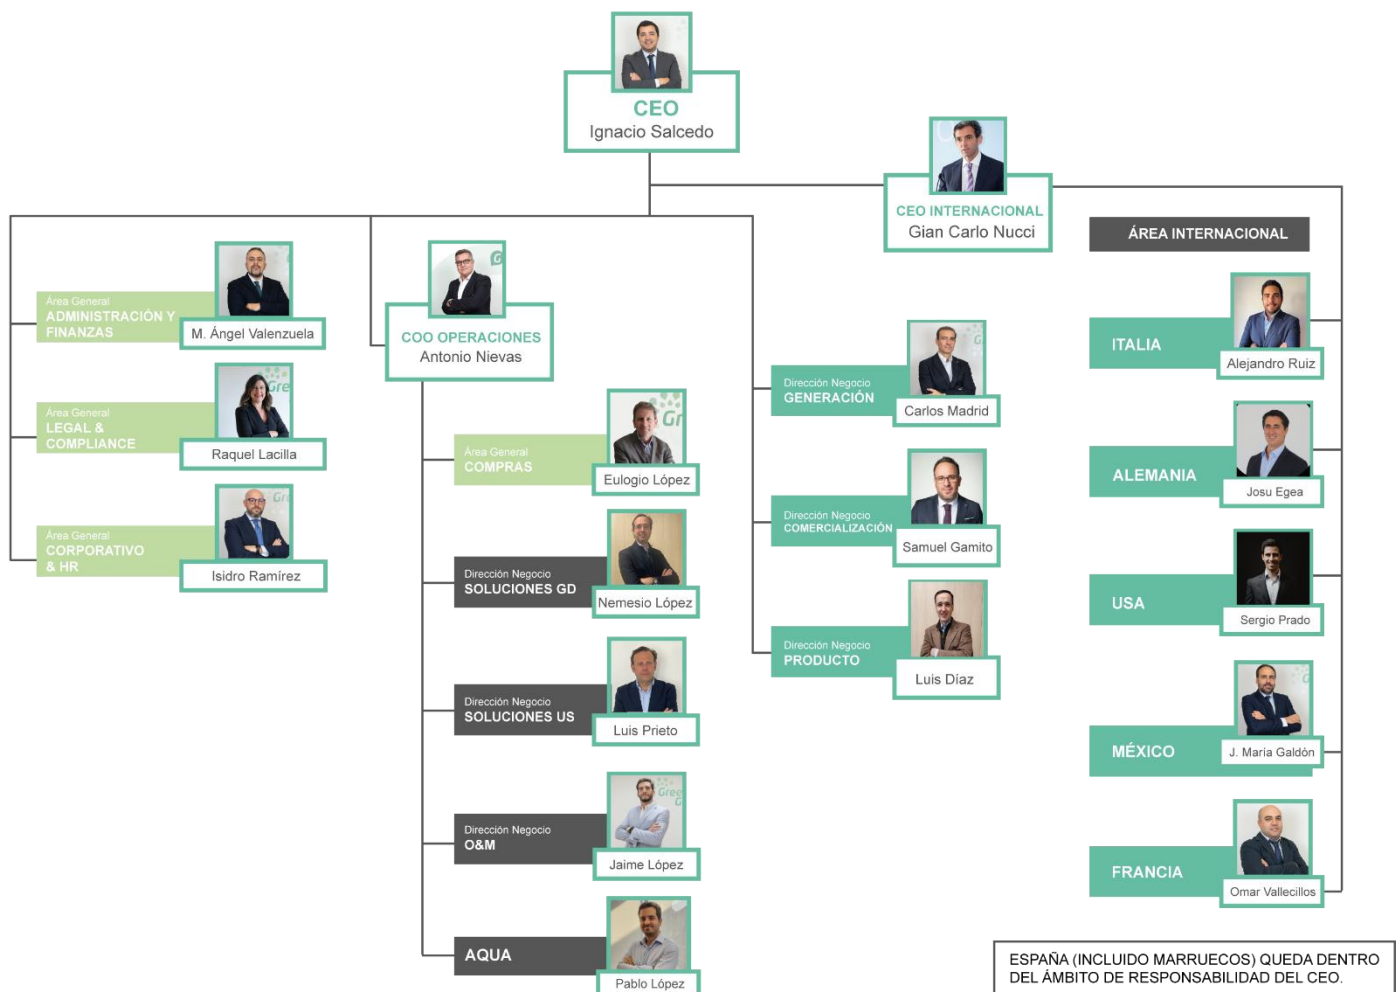 CEO
Ignacio Salcedo
CEO INTERNACIONAL
Gian Carlo Nucci
ÁREA INTERNACIONAL
Área General
ADMINISTRACIÓN Y
FINANZAS
M. Ángel Valenzuela
Área General
LEGAL &
COMPLIANCE
Raquel Lacilla
Área General
CORPORATIVO
& HR
Isidro Ramírez
COO OPERACIONES
Antonio Nievas
Área General
COMPRAS
Eulogio López
Dirección Negocio
SOLUCIONES GD
Nemesio López
Dirección Negocio
SOLUCIONES US
Luis Prieto
Dirección Negocio
O&M
Jaime López
AQUA
Pablo López
Dirección Negocio
GENERACIÓN
Carlos Madrid
Dirección Negocio
COMERCIALIZACIÓN
Samuel Gamito
Dirección Negocio
PRODUCTO
Luis Díaz
ITALIA
Alejandro Ruiz
ALEMANIA
Josu Egea
USA
Sergio Prado
MÉXICO
J. María Galdón
FRANCIA
Omar Vallecillos
ESPAÑA (INCLUIDO MARRUECOS) QUEDA DENTRO
DEL ÁMBITO DE RESPONSABILIDAD DEL CEO.